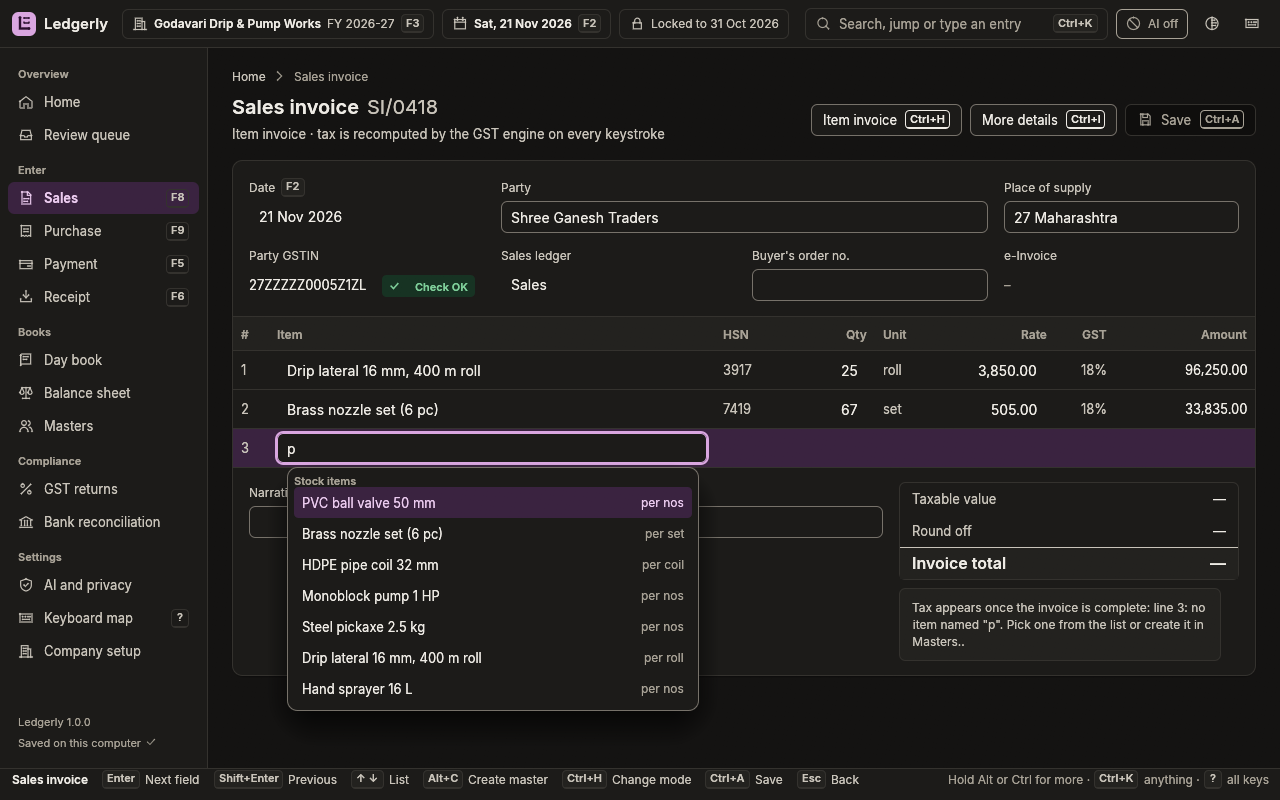 Ledgerly
Godavari Drip & Pump Works FY 2026-27 F3
Sat, 21 Nov 2026 F2
Locked to 31 Oct 2026
Search, jump or type an entry Ctrl+K
AI off
Overview
Home
Review queue
Enter
Sales F8
Purchase F9
Payment F5
Receipt F6
Books
Day book
Balance sheet
Masters
Compliance
GST returns
Bank reconciliation
Settings
AI and privacy
Keyboard map ?
Company setup
Ledgerly 1.0.0
Saved on this computer
Home Sales invoice
Sales invoice SI/0418
Item invoice · tax is recomputed by the GST engine on every keystroke
Item invoice Ctrl+H
More details Ctrl+I
Save Ctrl+A
Date F2
21 Nov 2026
Party
Shree Ganesh Traders
Place of supply
27 Maharashtra
Party GSTIN
27ZZZZZ0005Z1ZL Check OK
Sales ledger
Sales
Buyer's order no.
e-Invoice
–
# Item HSN Qty Unit Rate GST Amount
1 Drip lateral 16 mm, 400 m roll 3917 25 roll 3,850.00 18% 96,250.00
2 Brass nozzle set (6 pc) 7419 67 set 505.00 18% 33,835.00
3 p
Narrati
Stock items
PVC ball valve 50 mm per nos
Brass nozzle set (6 pc) per set
HDPE pipe coil 32 mm per coil
Monoblock pump 1 HP per nos
Steel pickaxe 2.5 kg per nos
Drip lateral 16 mm, 400 m roll per roll
Hand sprayer 16 L per nos
Taxable value —
Round off —
Invoice total —
Tax appears once the invoice is complete: line 3: no
item named "p". Pick one from the list or create it in
Masters..
Sales invoice Enter Next field Shift+Enter Previous ↑ ↓ List Alt+C Create master Ctrl+H Change mode Ctrl+A Save Esc Back Hold Alt or Ctrl for more · Ctrl+K anything · ? all keys